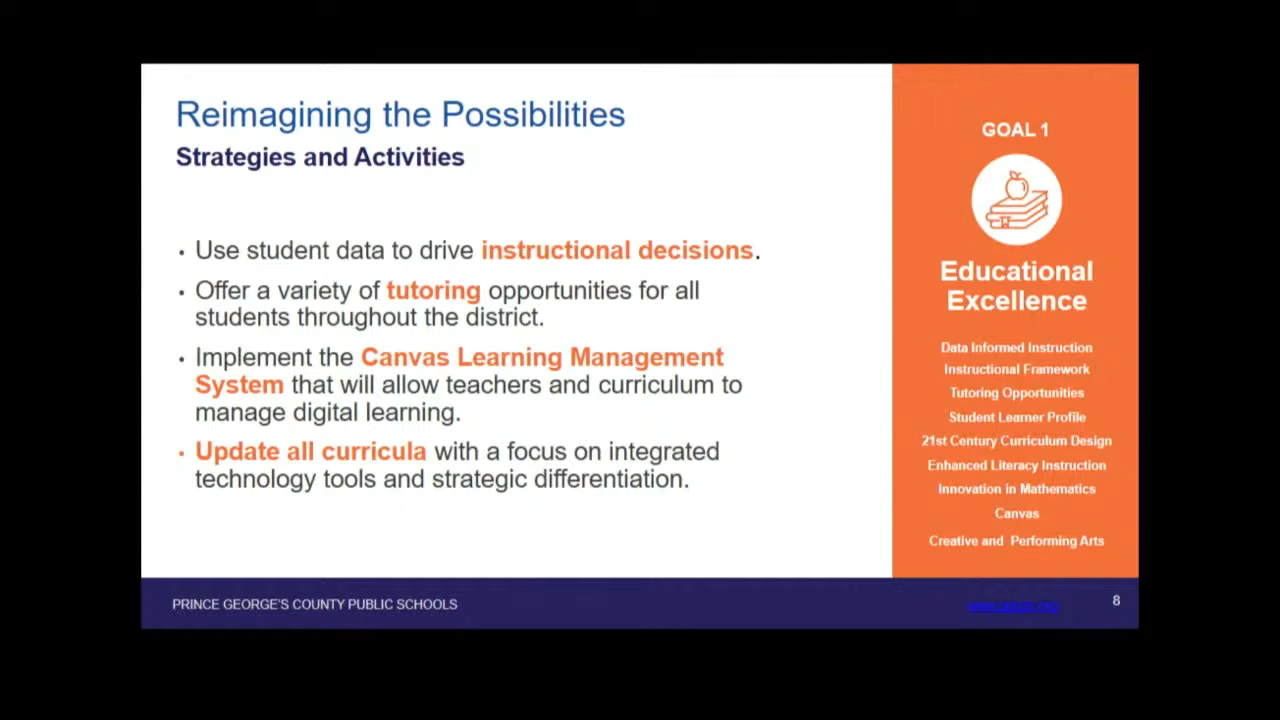 Reimagining the Possibilities
Strategies and Activities
• Use student data to drive instructional decisions.
• Offer a variety of tutoring opportunities for all
students throughout the district.
• Implement the Canvas Learning Management
System that will allow teachers and curriculum to
manage digital learning.
• Update all curricula with a focus on integrated
technology tools and strategic differentiation.
GOAL 1
Educational
Excellence
Data Informed Instruction
Instructional Framework
Tutoring Opportunities
Student Learner Profile
21st Century Curriculum Design
Enhanced Literacy Instruction
Innovation in Mathematics
Canvas
Creative and Performing Arts
PRINCE GEORGE'S COUNTY PUBLIC SCHOOLS
8